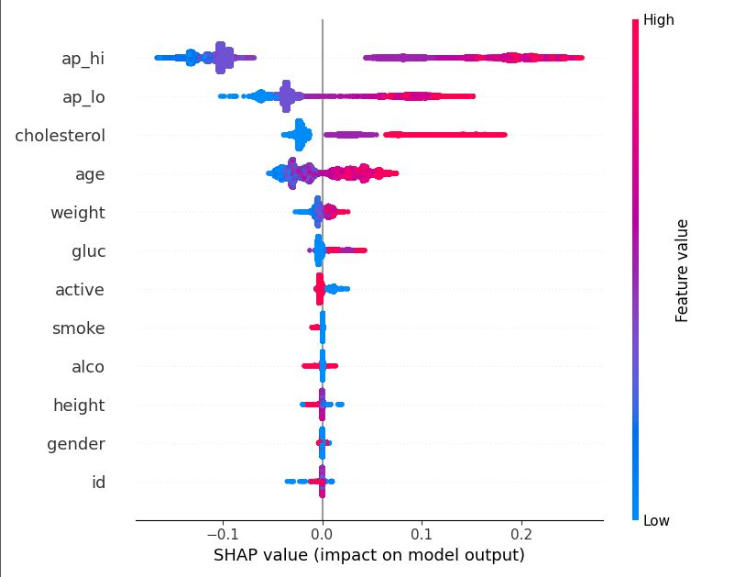 High
ap_hi
ap_lo
cholesterol
age
weight
gluc
active
smoke
alco
height
gender
id
Low
−0.1 0.0 0.1 0.2
SHAP value (impact on model output)
Feature value